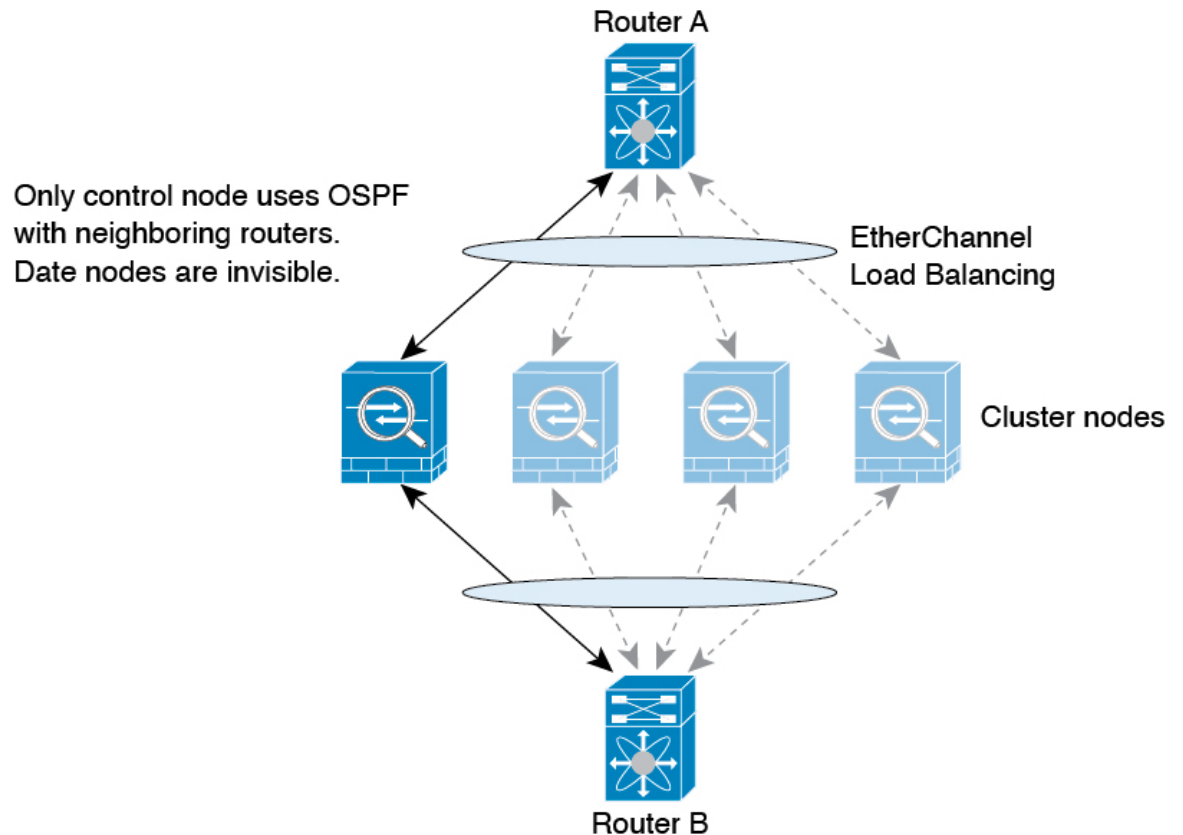 Router A
Only control node uses OSPF
with neighboring routers.
Date nodes are invisible.
EtherChannel
Load Balancing
Cluster nodes
Router B